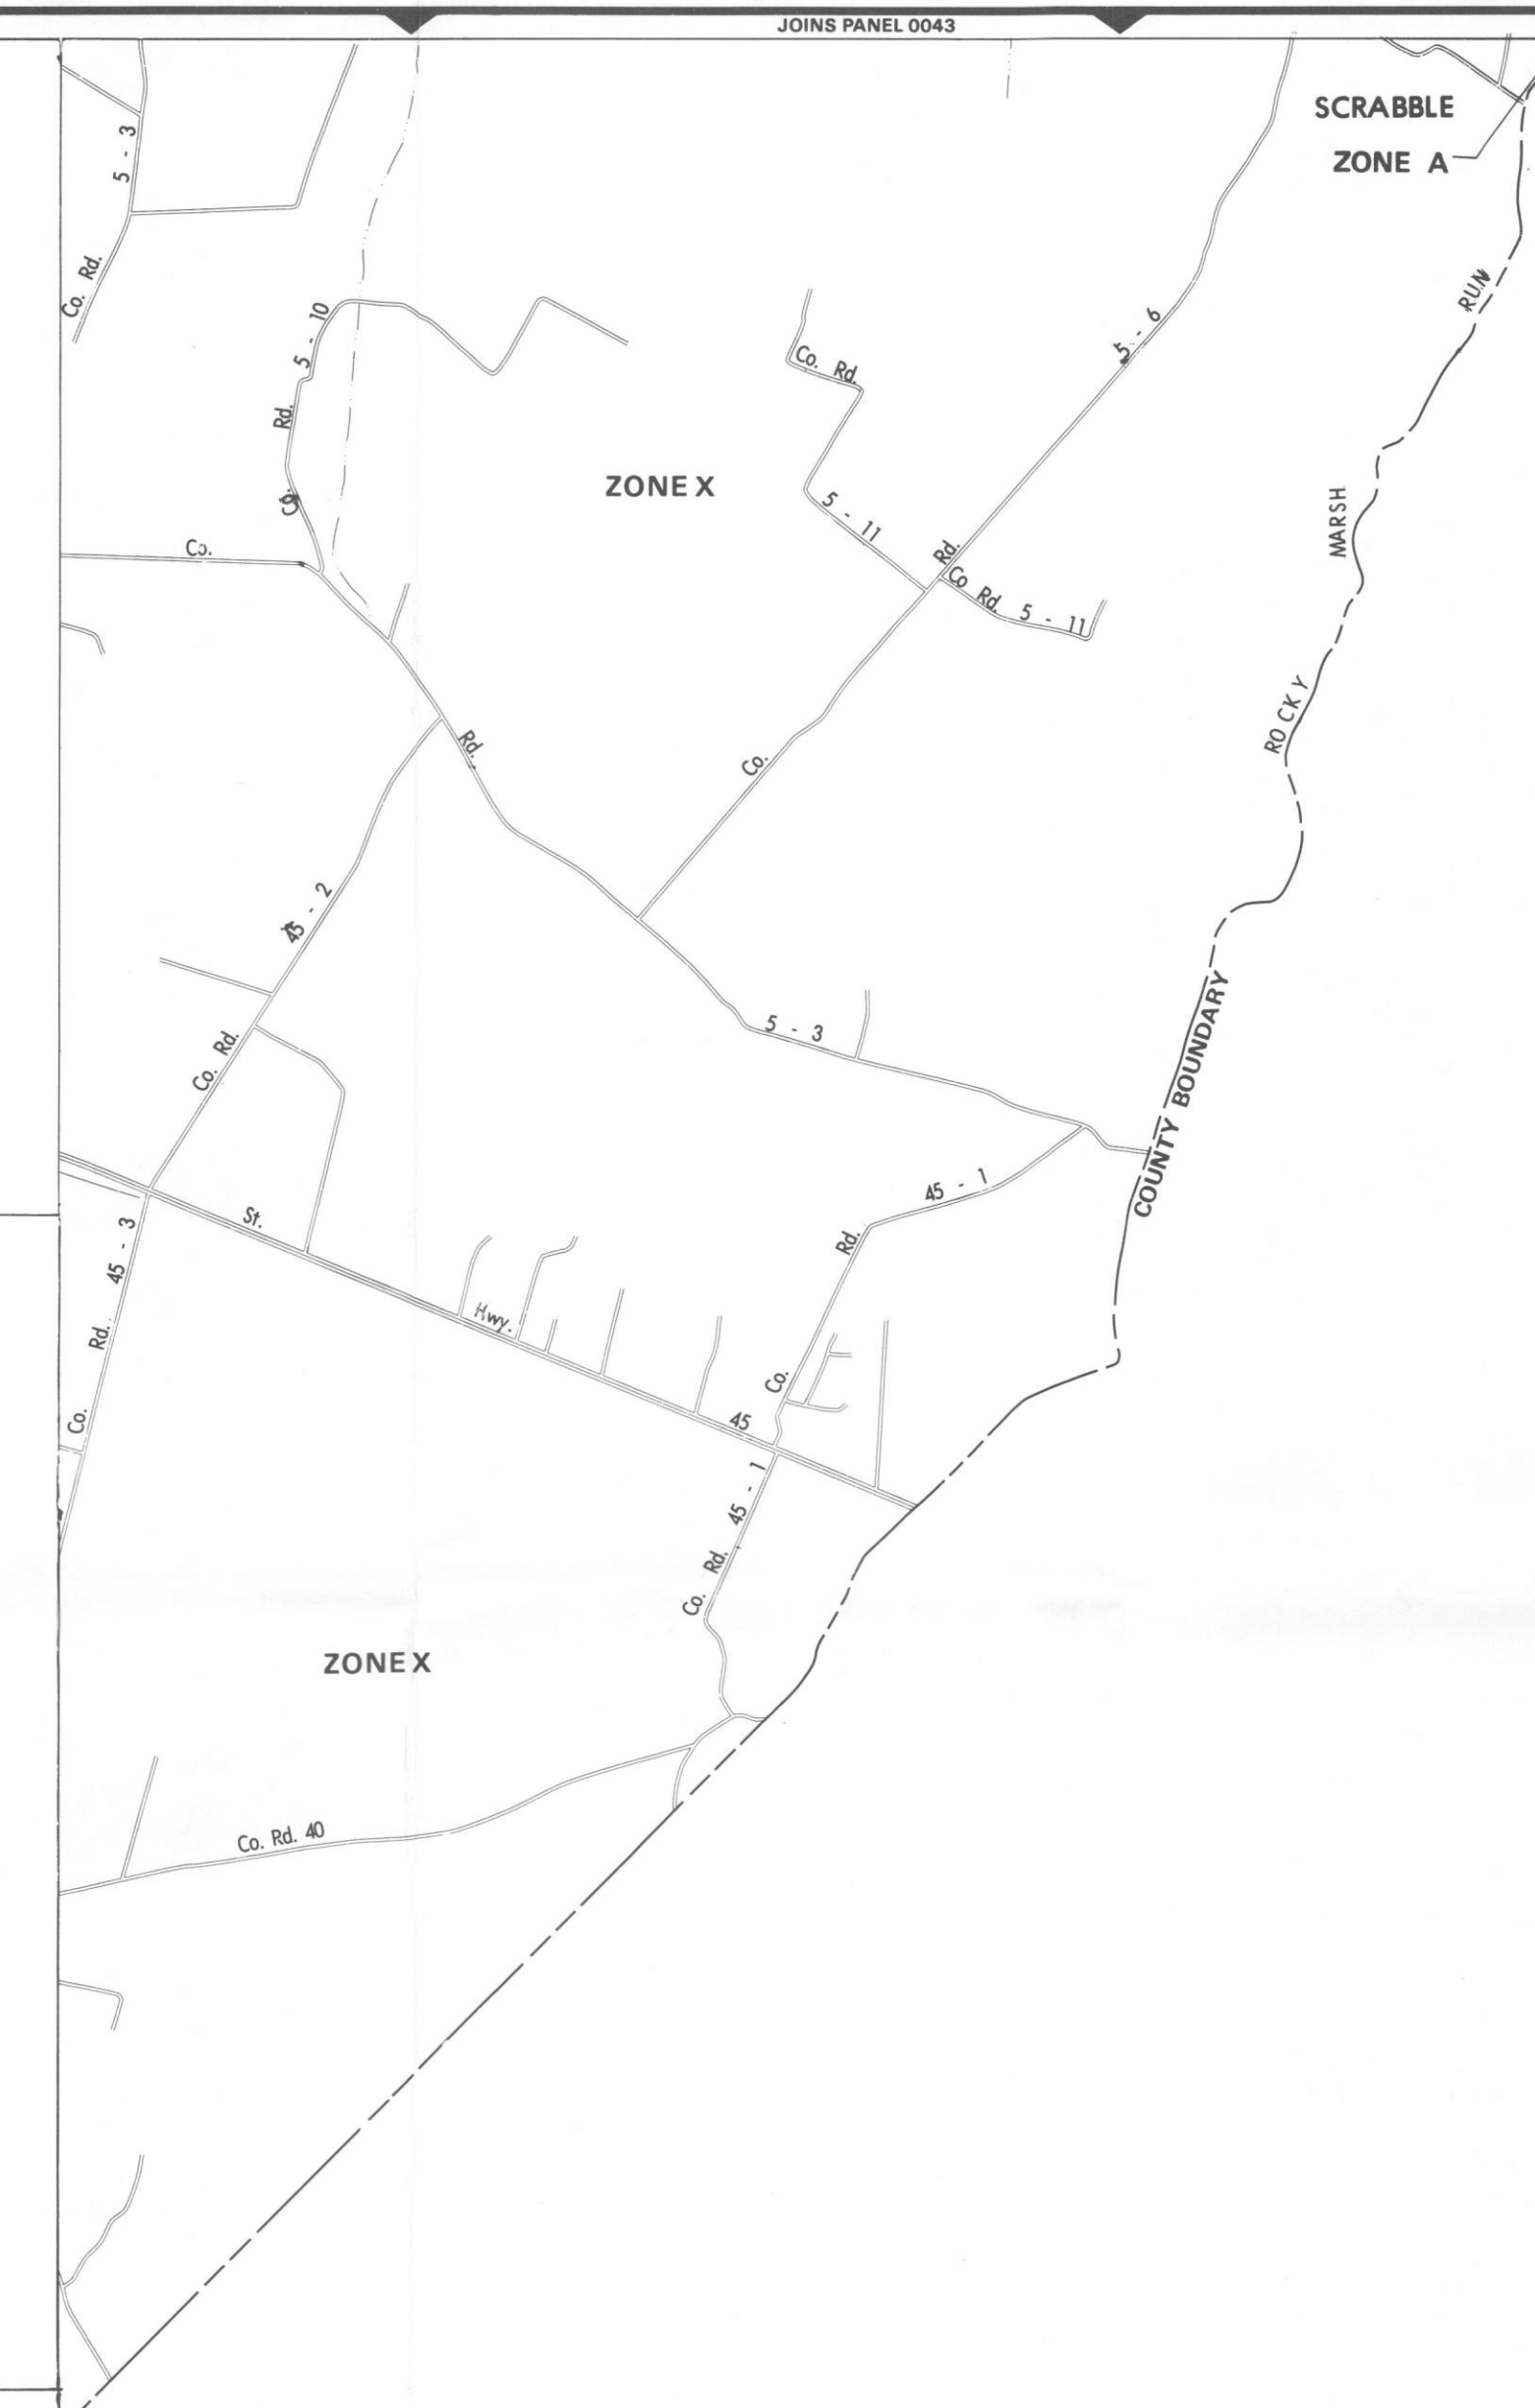 JOINS PANEL 0043
SCRABBLE
ZONE A
5 - 3
Co. Rd.
RUN
5 - 10
Rd.
Co.
5 - 6
Co. Rd.
ZONE X
5 - 11
MARSH
Co.
Rd.
Co Rd. 5 - 11
ROCKY
Rd.
Co.
45 - 2
5 - 3
Co. Rd.
COUNTY BOUNDARY
45 - 1
Rd.
St.
45 - 3
Hwy.
Rd.
Co.
Co.
45
45 - 1
Co. Rd.
ZONE X
Co. Rd. 40